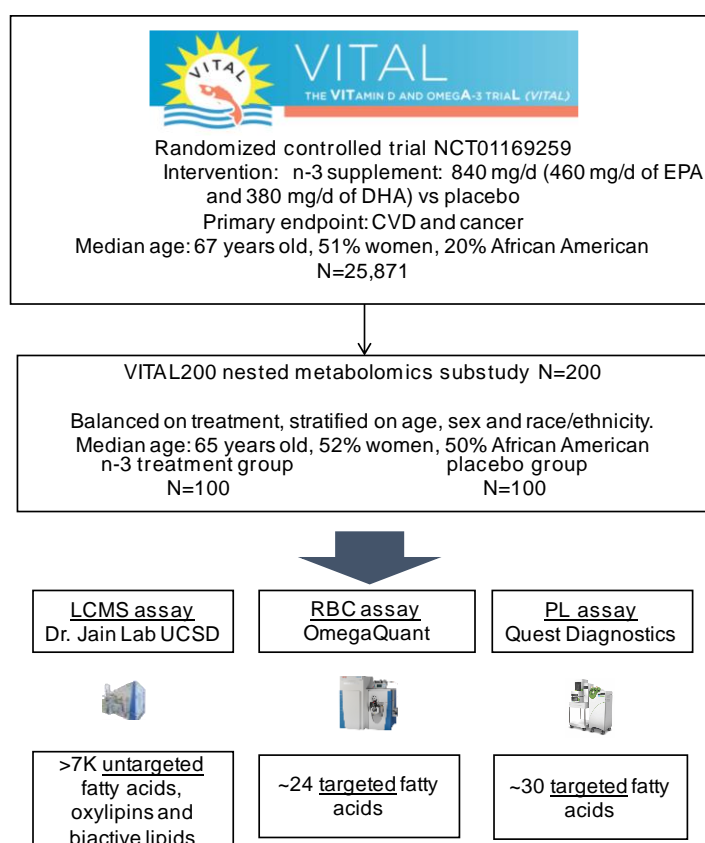 VITAL
VITAL
THE VITAMIN D AND OMEGA-3 TRIAL (VITAL)
Randomized controlled trial NCT01169259
Intervention: n-3 supplement: 840 mg/d (460 mg/d of EPA
and 380 mg/d of DHA) vs placebo
Primary endpoint: CVD and cancer
Median age: 67 years old, 51% women, 20% African American
N=25,871
VITAL200 nested metabolomics substudy N=200
Balanced on treatment, stratified on age, sex and race/ethnicity.
Median age: 65 years old, 52% women, 50% African American
n-3 treatment group
N=100
placebo group
N=100
LCMS assay
Dr. Jain Lab UCSD
RBC assay
OmegaQuant
PL assay
Quest Diagnostics
>7K untargeted
fatty acids,
oxylipins and
biactive lipids
~24 targeted fatty
acids
~30 targeted fatty
acids